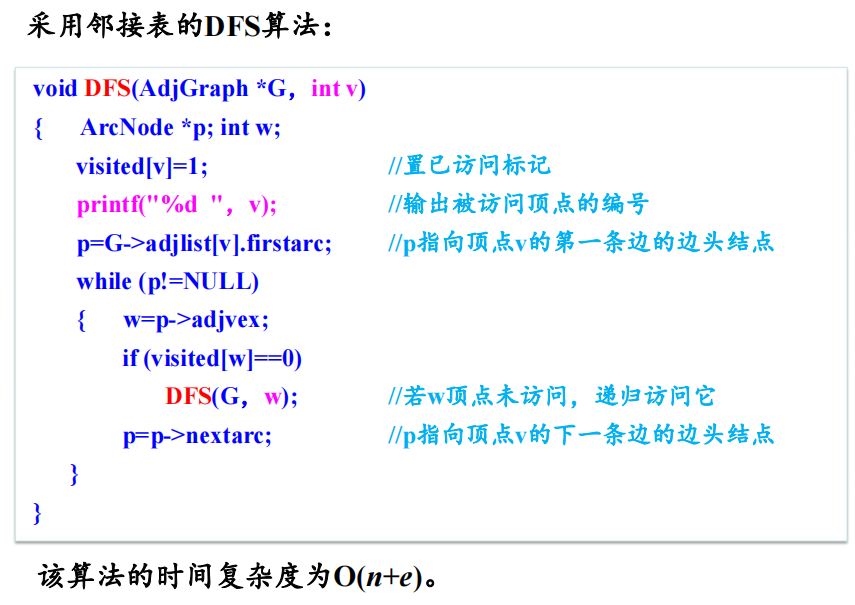 采用邻接表的DFS算法：
void DFS(AdjGraph *G，int v)
{ ArcNode *p; int w;
visited[v]=1; //置已访问标记
printf("%d "，v); //输出被访问顶点的编号
p=G->adjlist[v].firstarc; //p指向顶点v的第一条边的边头结点
while (p!=NULL)
{ w=p->adjvex;
if (visited[w]==0)
DFS(G，w); //若w顶点未访问，递归访问它
p=p->nextarc; //p指向顶点v的下一条边的边头结点
}
}
该算法的时间复杂度为O(n+e)。